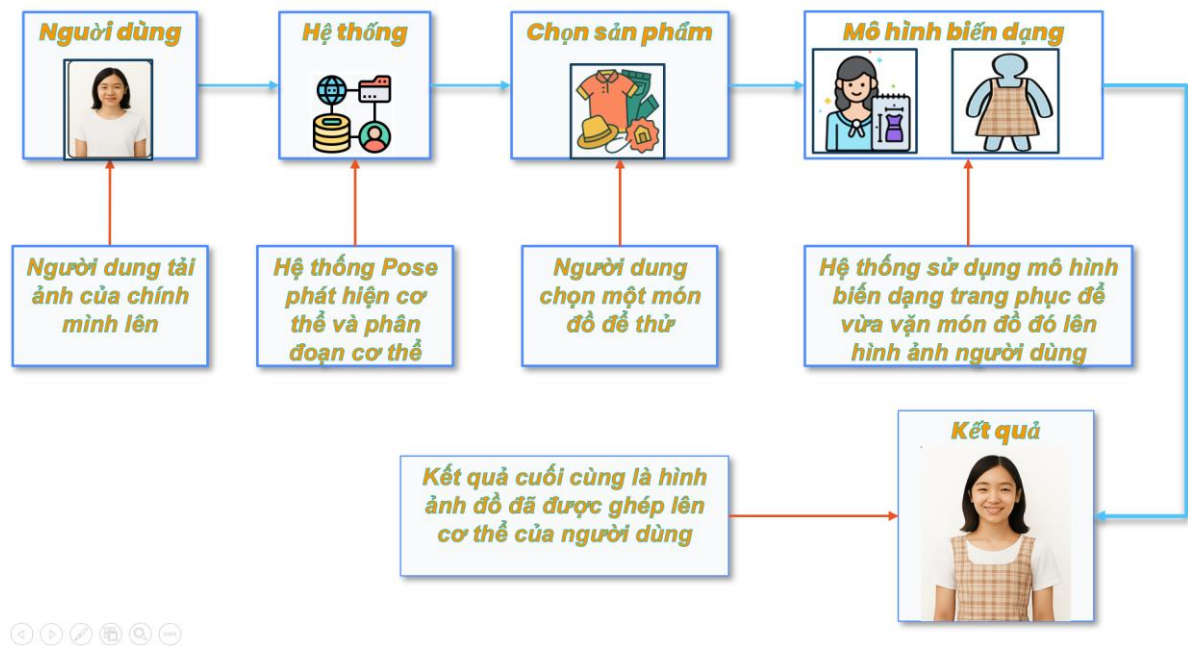 Người dùng
Hệ thống
Chọn sản phẩm
Mô hình biến dạng
Người dung tải
ảnh của chính
mình lên
Hệ thống Pose
phát hiện cơ
thể và phân
đoạn cơ thể
Người dung
chọn một món
đồ để thử
Hệ thống sử dụng mô hình
biến dạng trang phục để
vừa vặn món đồ đó lên
hình ảnh người dùng
Kết quả
Kết quả cuối cùng là hình
ảnh đồ đã được ghép lên
cơ thể của người dùng